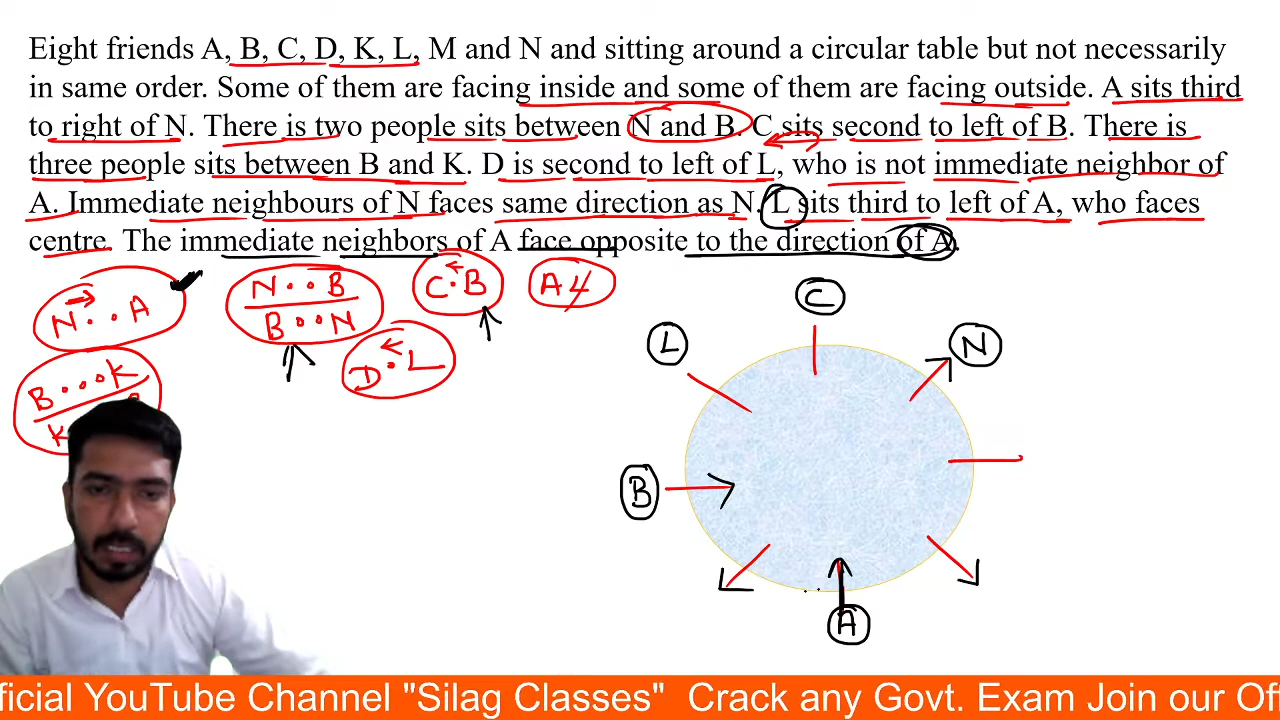 Eight friends A, B, C, D, K, L, M and N and sitting around a circular table but not necessarily
in same order. Some of them are facing inside and some of them are facing outside. A sits third
to right of N. There is two people sits between N and B. C sits second to left of B. There is
three people sits between B and K. D is second to left of L, who is not immediate neighbor of
A. Immediate neighbours of N faces same direction as N. L sits third to left of A, who faces
centre. The immediate neighbors of A face opposite to the direction of A.
N . . A
N . . B
B . . N
C . B
A
D . L
B . . . K
K
C
L
N
B
A
fficial YouTube Channel "Silag Classes" Crack any Govt. Exam Join our Of